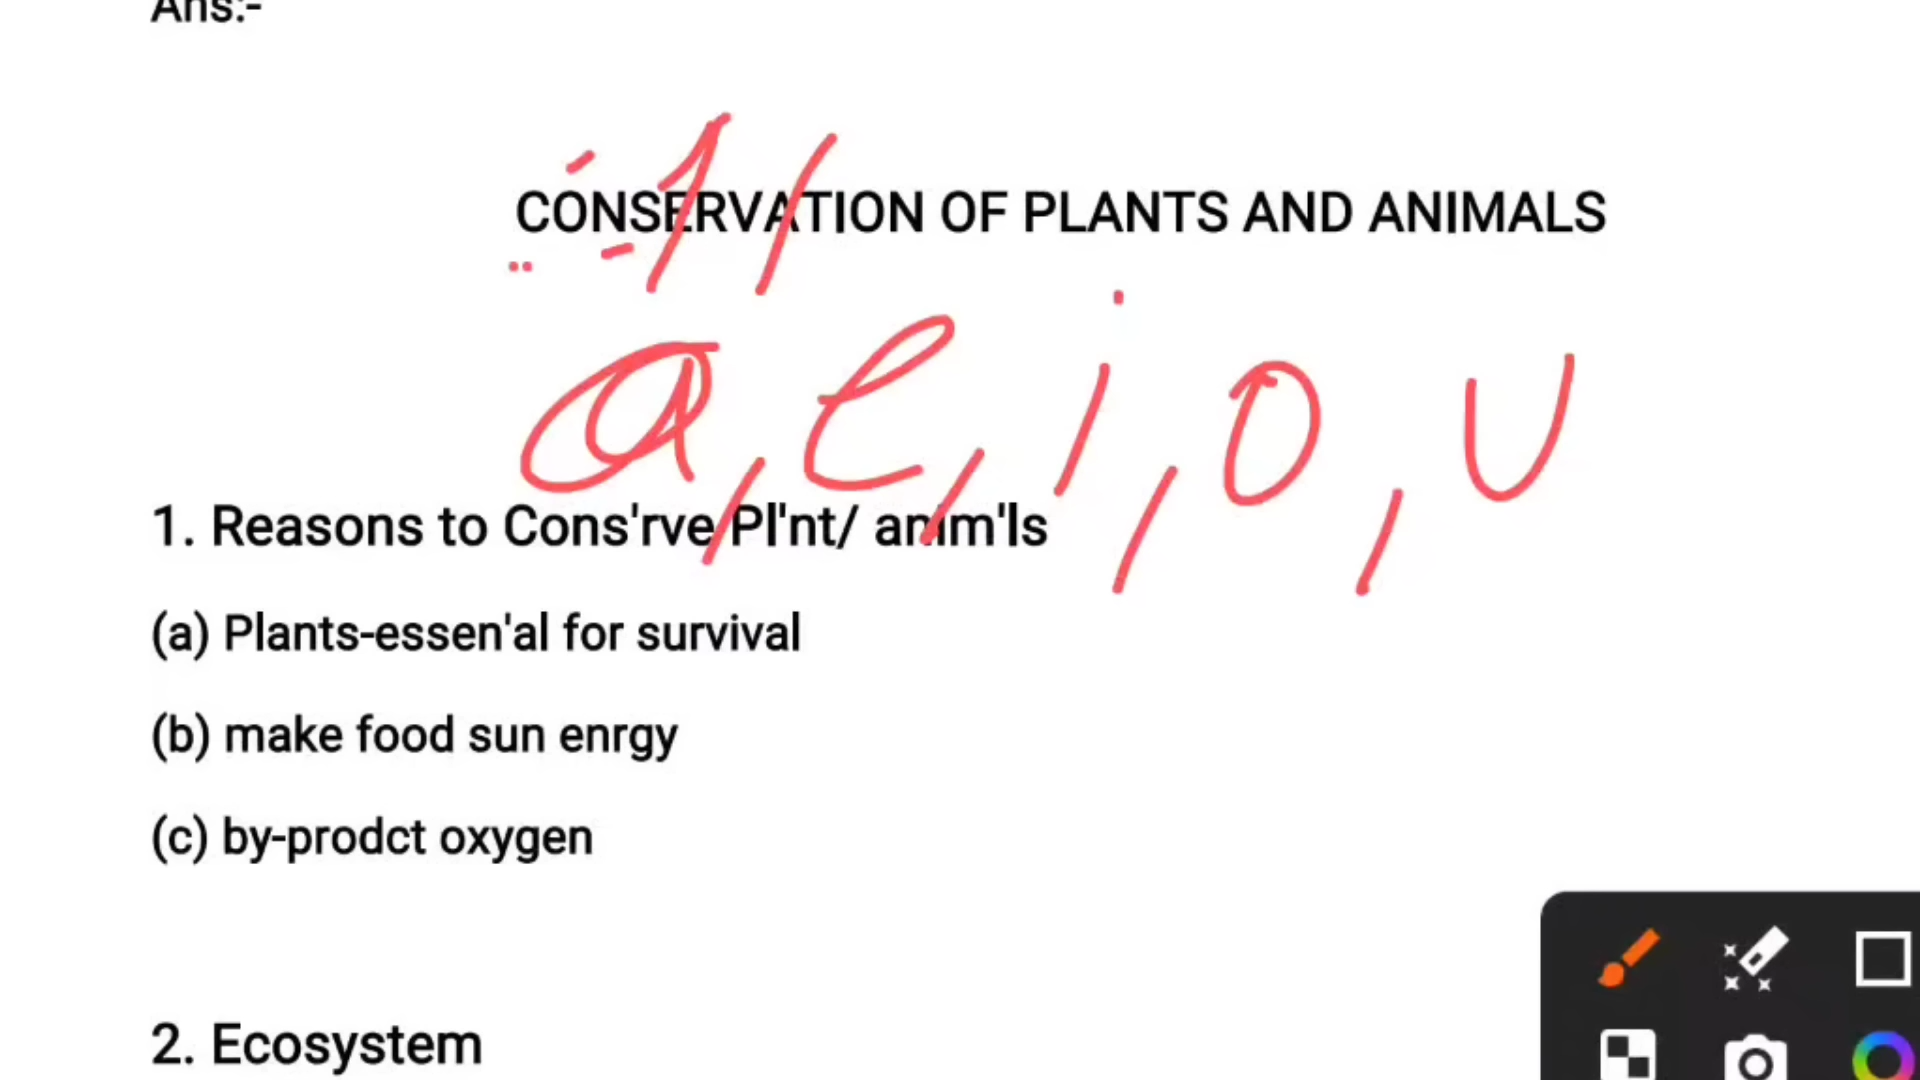 Ans:-
CONSERVATION OF PLANTS AND ANIMALS
a, e, i, o, u
1. Reasons to Cons'rve Pl'nt/ anim'ls
(a) Plants-essen'al for survival
(b) make food sun enrgy
(c) by-prodct oxygen
2. Ecosystem